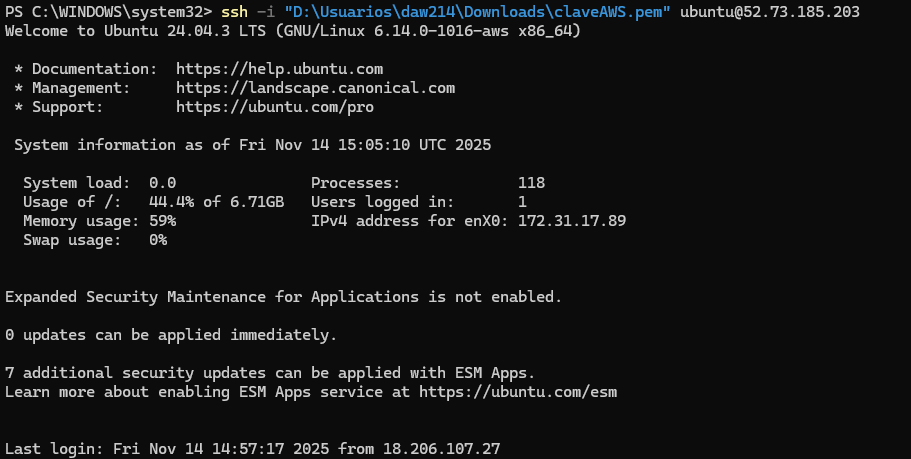 PS C:\WINDOWS\system32> ssh -i "D:\Usuarios\daw214\Downloads\claveAWS.pem" ubuntu@52.73.185.203
Welcome to Ubuntu 24.04.3 LTS (GNU/Linux 6.14.0-1016-aws x86_64)

 * Documentation:  https://help.ubuntu.com
 * Management:     https://landscape.canonical.com
 * Support:        https://ubuntu.com/pro

 System information as of Fri Nov 14 15:05:10 UTC 2025

  System load:  0.0               Processes:             118
  Usage of /:   44.4% of 6.71GB   Users logged in:       1
  Memory usage: 59%               IPv4 address for enX0: 172.31.17.89
  Swap usage:   0%


Expanded Security Maintenance for Applications is not enabled.

0 updates can be applied immediately.

7 additional security updates can be applied with ESM Apps.
Learn more about enabling ESM Apps service at https://ubuntu.com/esm


Last login: Fri Nov 14 14:57:17 2025 from 18.206.107.27